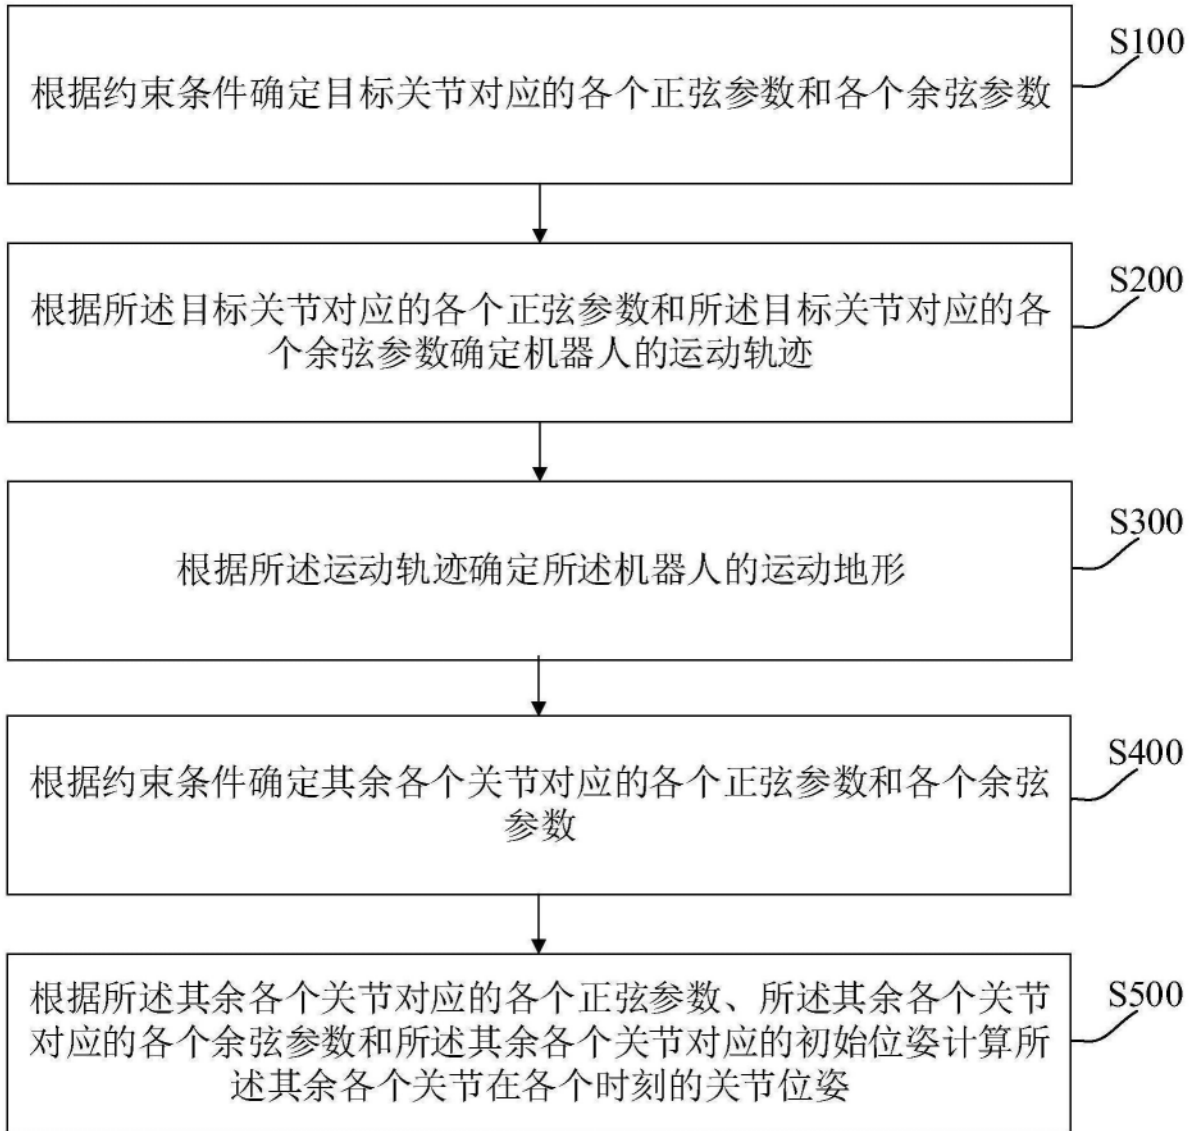 S100
根据约束条件确定目标关节对应的各个正弦参数和各个余弦参数
S200
根据所述目标关节对应的各个正弦参数和所述目标关节对应的各
个余弦参数确定机器人的运动轨迹
S300
根据所述运动轨迹确定所述机器人的运动地形
S400
根据约束条件确定其余各个关节对应的各个正弦参数和各个余弦
参数
S500
根据所述其余各个关节对应的各个正弦参数、所述其余各个关节
对应的各个余弦参数和所述其余各个关节对应的初始位姿计算所
述其余各个关节在各个时刻的关节位姿